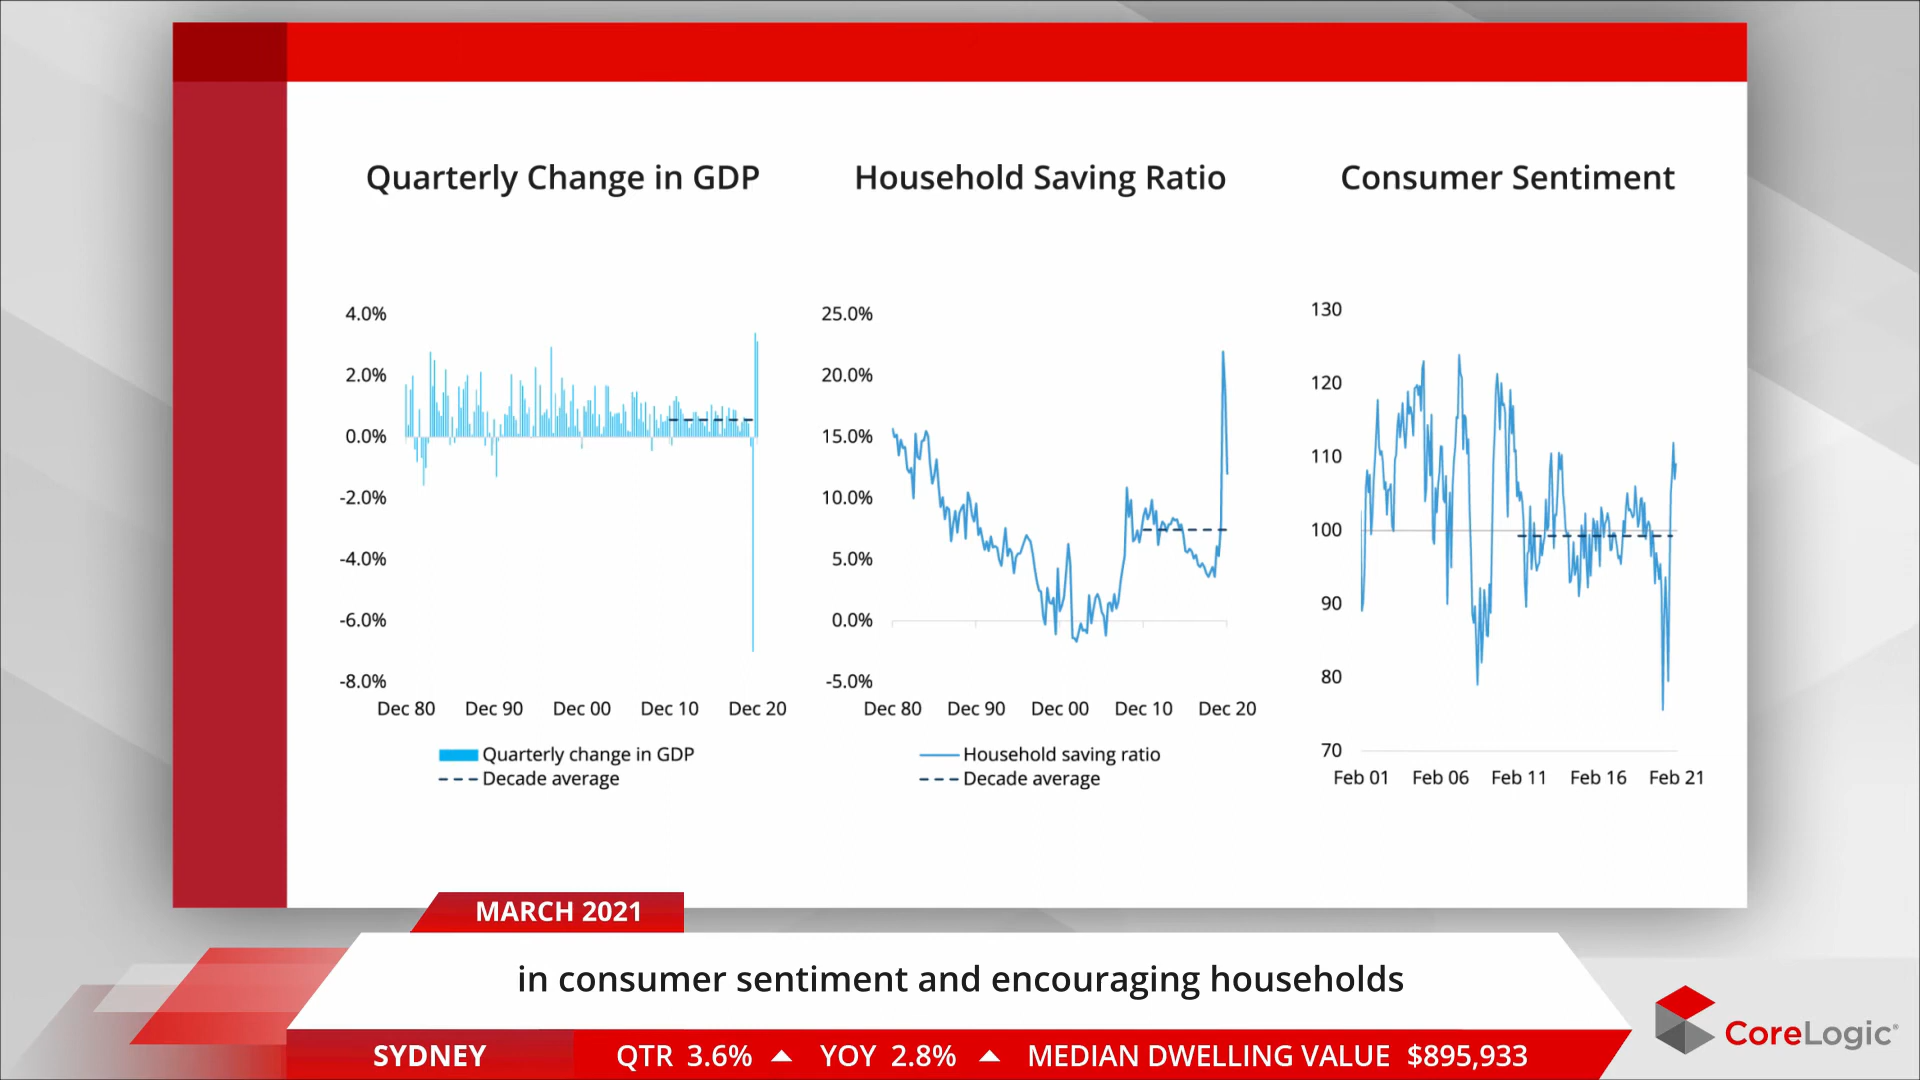 Quarterly Change in GDP
4.0%
2.0%
0.0%
-2.0%
-4.0%
-6.0%
-8.0%
Dec 80 Dec 90 Dec 00 Dec 10 Dec 20
Quarterly change in GDP
Decade average
Household Saving Ratio
25.0%
20.0%
15.0%
10.0%
5.0%
0.0%
-5.0%
Dec 80 Dec 90 Dec 00 Dec 10 Dec 20
Household saving ratio
Decade average
Consumer Sentiment
130
120
110
100
90
80
70
Feb 01 Feb 06 Feb 11 Feb 16 Feb 21
MARCH 2021
in consumer sentiment and encouraging households
SYDNEY QTR 3.6% YOY 2.8% MEDIAN DWELLING VALUE $895,933
CoreLogic®